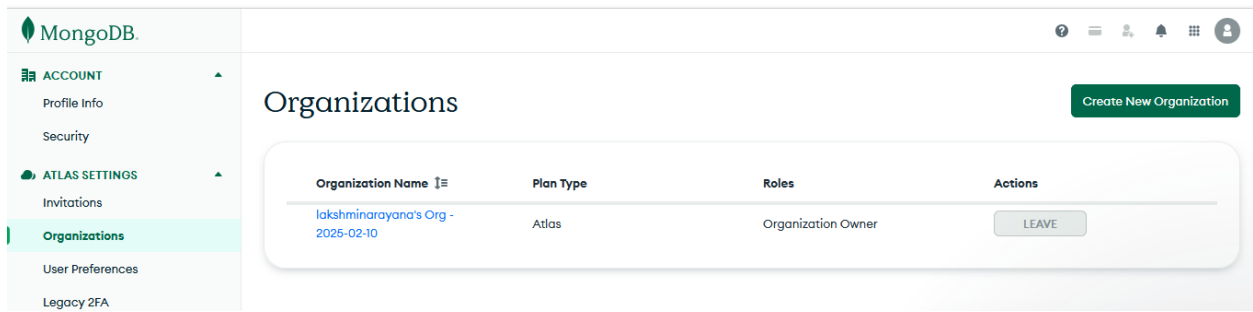 MongoDB.
ACCOUNT
Profile Info
Security
ATLAS SETTINGS
Invitations
Organizations
User Preferences
Legacy 2FA
Organizations
Create New Organization
Organization Name Plan Type Roles Actions
lakshminarayana's Org -
2025-02-10
Atlas Organization Owner LEAVE